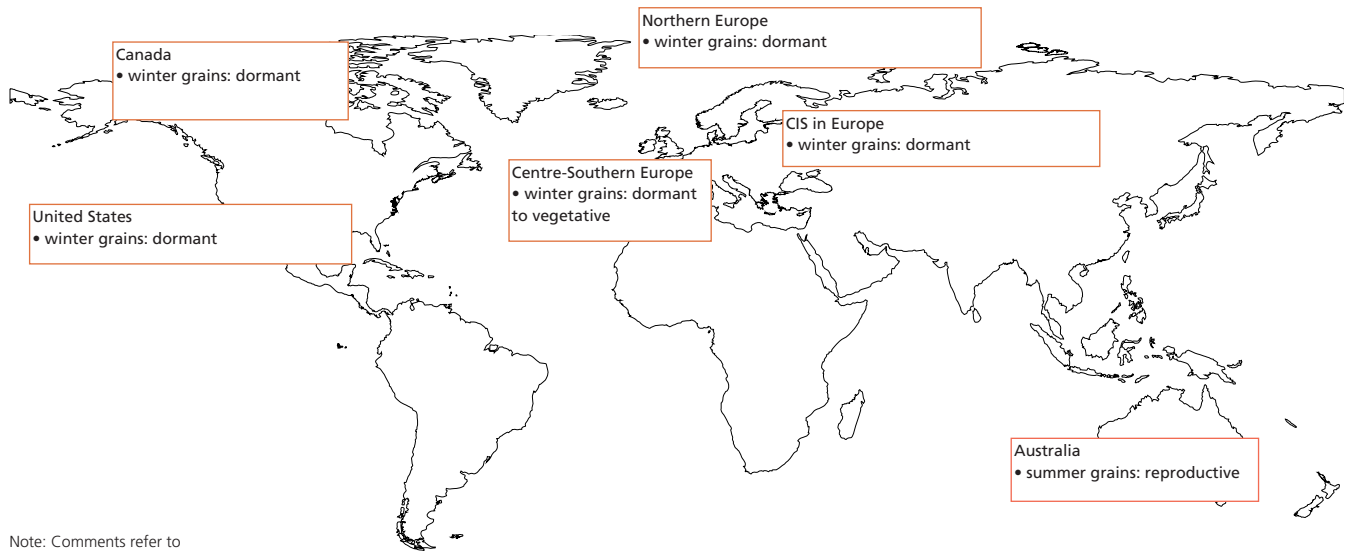 Northern Europe
• winter grains: dormant
Canada
• winter grains: dormant
CIS in Europe
• winter grains: dormant
Centre-Southern Europe
• winter grains: dormant
to vegetative
United States
• winter grains: dormant
Australia
• summer grains: reproductive
Note: Comments refer to